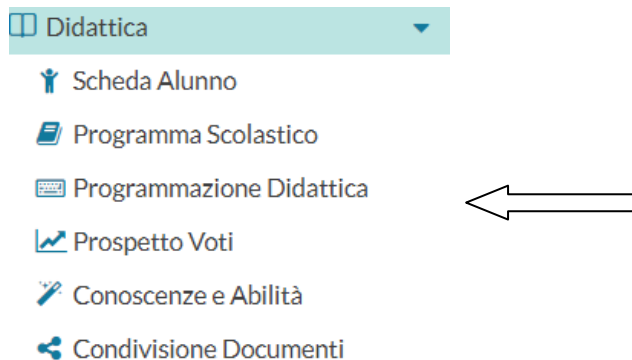 Didattica
Scheda Alunno
Programma Scolastico
Programmazione Didattica
Prospetto Voti
Conoscenze e Abilità
Condivisione Documenti